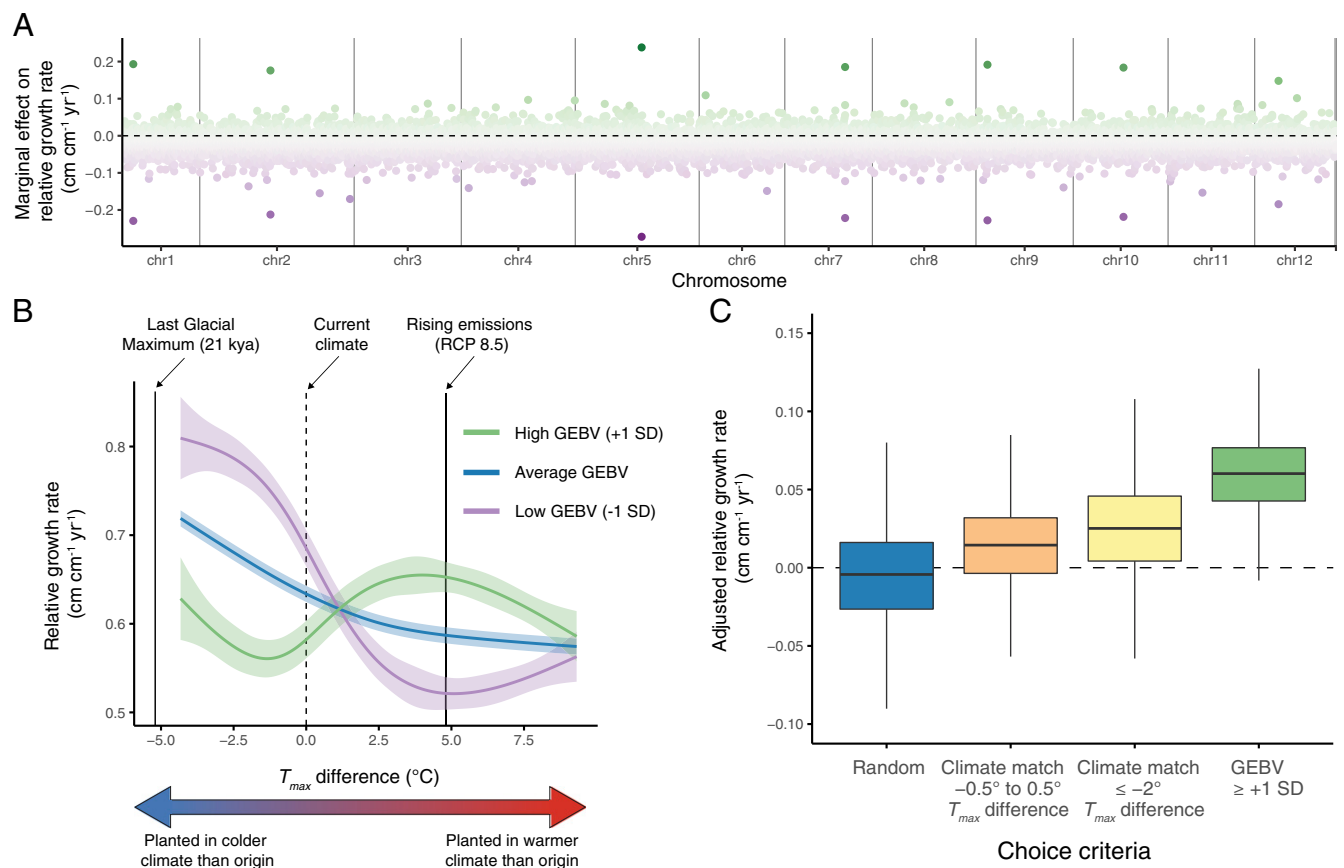 A
Marginal effect on
relative growth rate
(cm cm⁻¹ yr⁻¹)
0.2
0.1
0.0
−0.1
−0.2
chr1
chr2
chr3
chr4
chr5
chr6
chr7
chr8
chr9
chr10
chr11
chr12
Chromosome
B
Last Glacial
Maximum (21 kya)
Current
climate
Rising emissions
(RCP 8.5)
High GEBV (+1 SD)
Average GEBV
Low GEBV (-1 SD)
Relative growth rate
(cm cm⁻¹ yr⁻¹)
0.8
0.7
0.6
0.5
−5.0
−2.5
0.0
2.5
5.0
7.5
Tmax difference (°C)
Planted in colder
climate than origin
Planted in warmer
climate than origin
C
Adjusted relative growth rate
(cm cm⁻¹ yr⁻¹)
0.15
0.10
0.05
0.00
−0.05
−0.10
Random
Climate match
−0.5° to 0.5°
Tmax difference
Climate match
≤ −2°
Tmax difference
GEBV
≥ +1 SD
Choice criteria